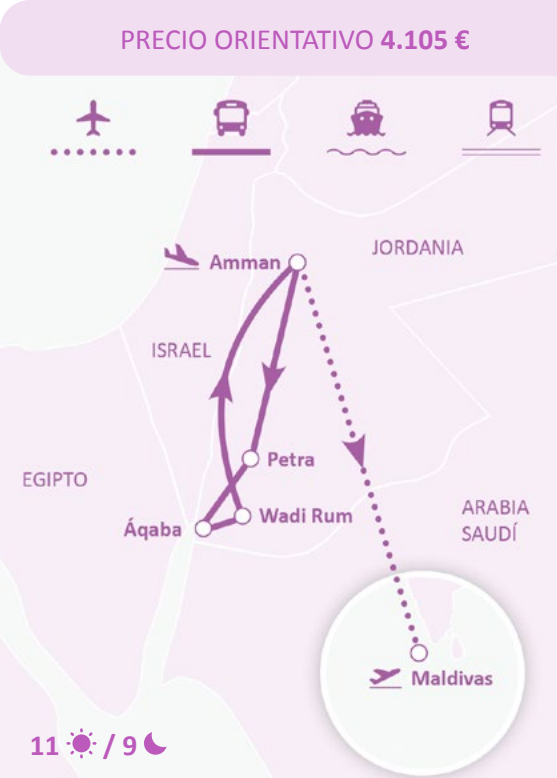 PRECIO ORIENTATIVO 4.105 €
JORDANIA
Amman
ISRAEL
Petra
EGIPTO
Wadi Rum
ARABIA
SAUDÍ
Áqaba
Maldivas
11 / 9